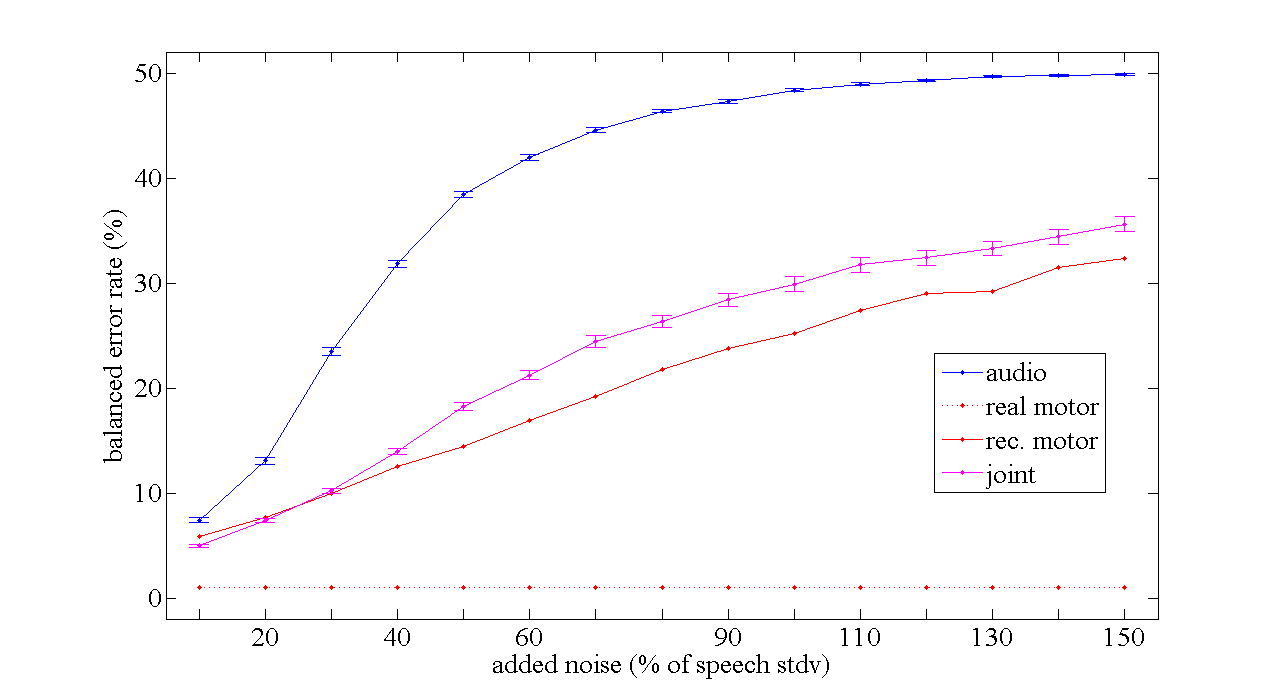 50
40
30
20
10
0
balanced error rate (%)
20 40 60 80 90 110 130 150
added noise (% of speech stdv)
audio
real motor
rec. motor
joint